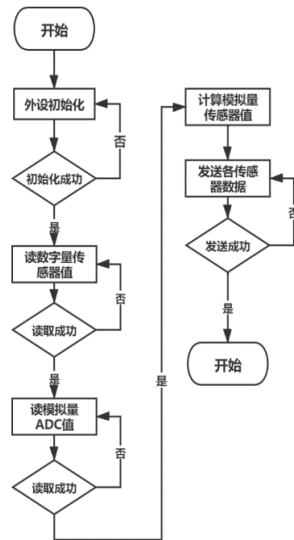 开始
外设初始化
否
初始化成功
是
读数字量传
感器值
否
读取成功
是
读模拟量
ADC值
否
读取成功
是
计算模拟量
传感器值
发送各传感
器数据
否
发送成功
是
开始